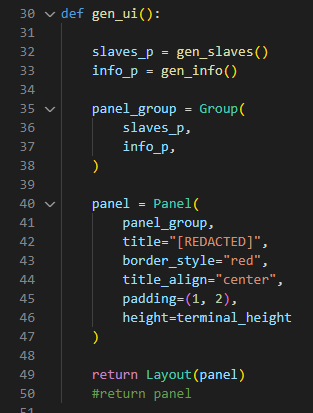 30 def gen_ui():
31
32     slaves_p = gen_slaves()
33     info_p = gen_info()
34
35     panel_group = Group(
36         slaves_p,
37         info_p,
38     )
39
40     panel = Panel(
41         panel_group,
42         title="[REDACTED]",
43         border_style="red",
44         title_align="center",
45         padding=(1, 2),
46         height=terminal_height
47     )
48
49     return Layout(panel)
50     #return panel